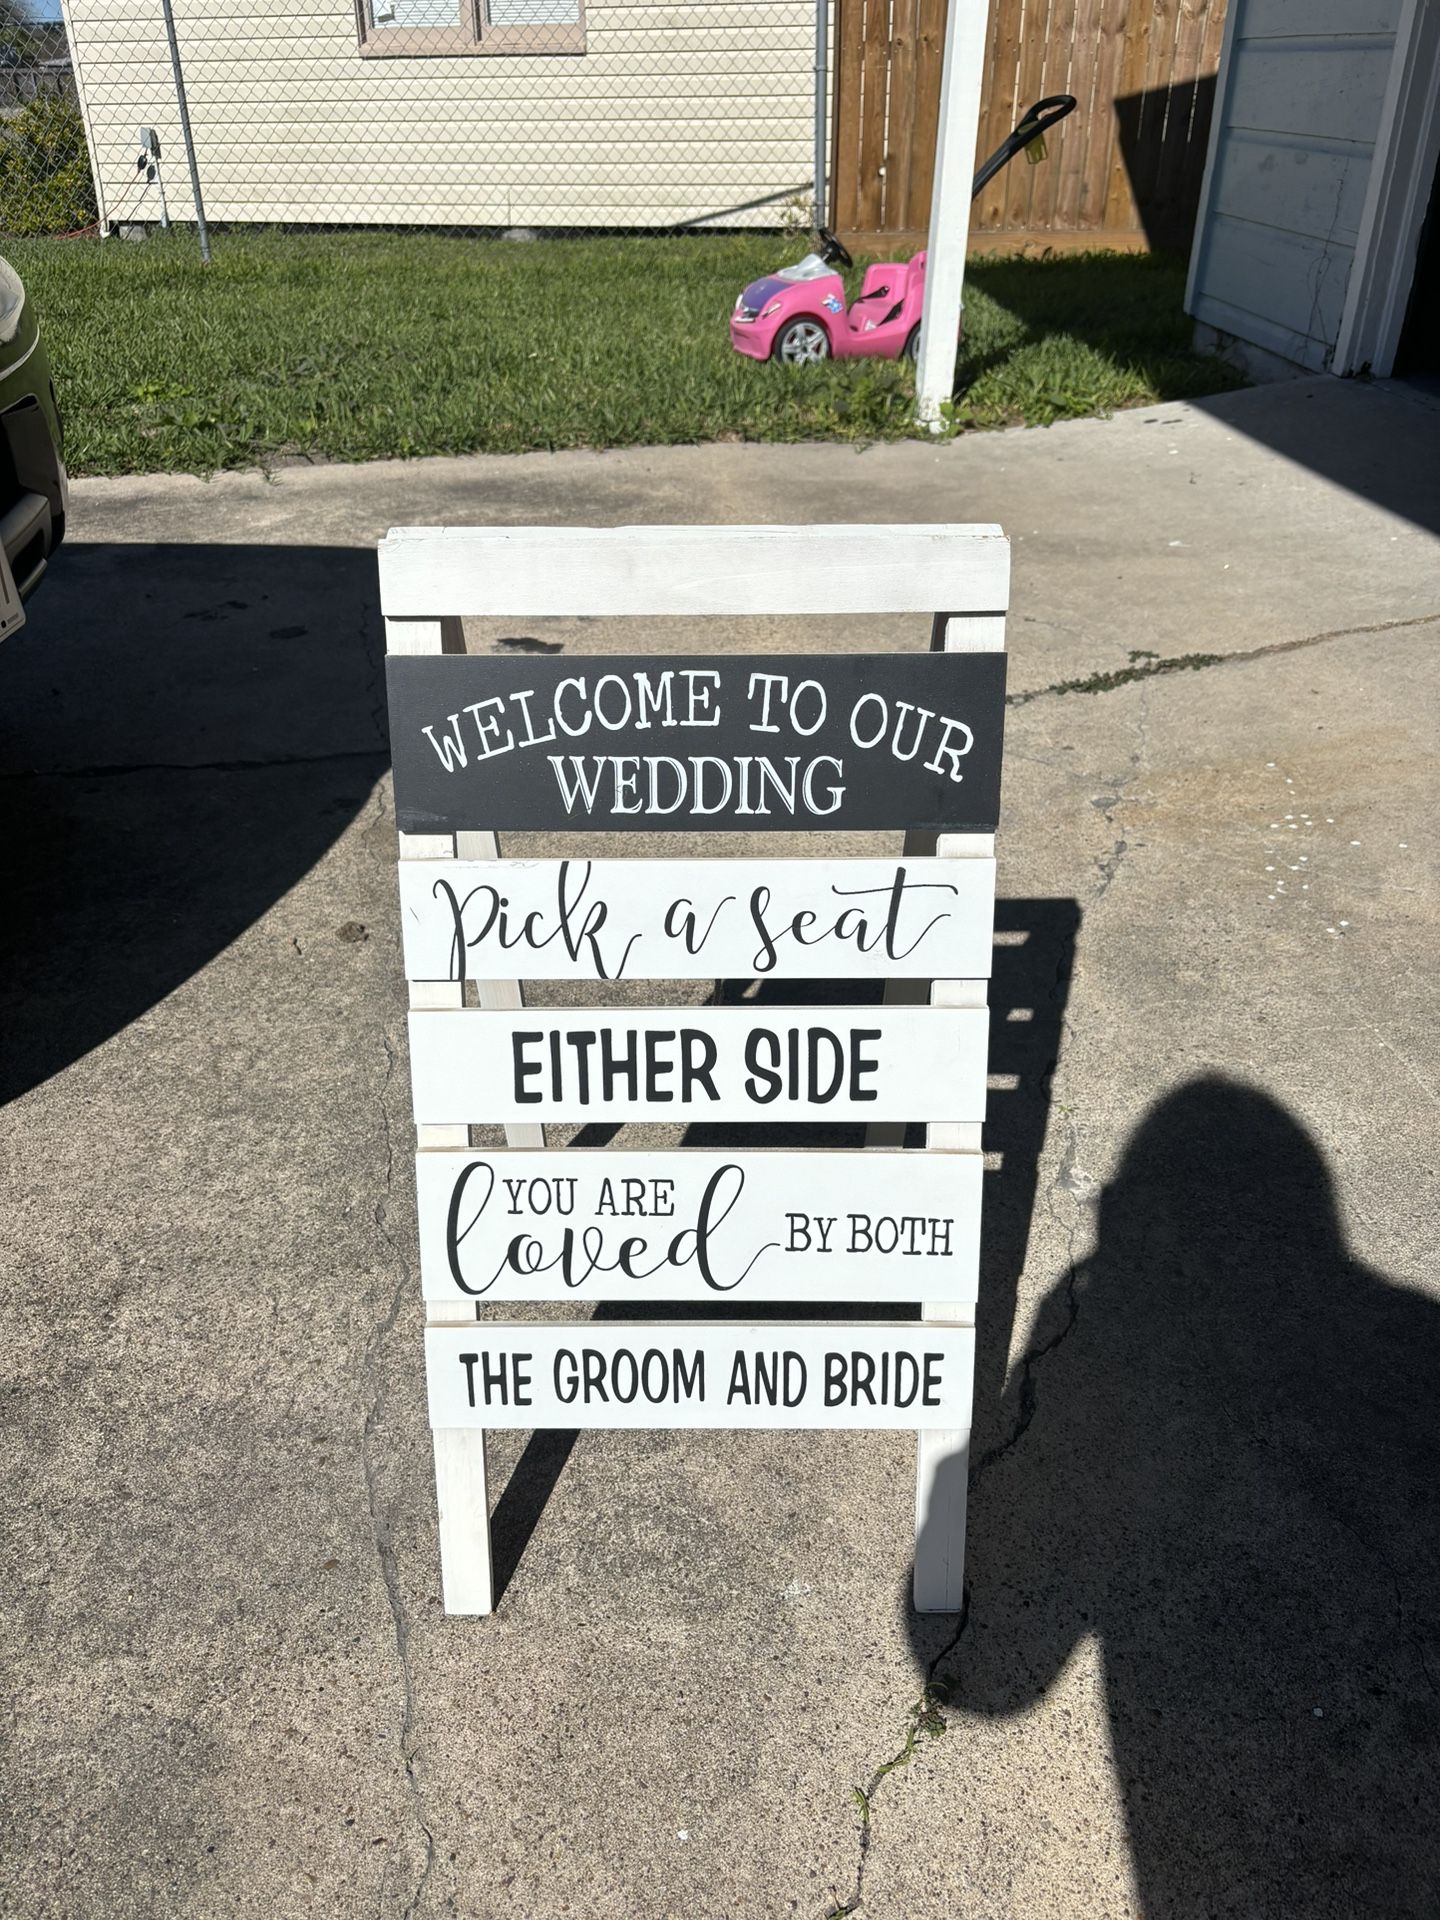 WELCOME TO OUR
WEDDING
Pick a seat
EITHER SIDE
YOU ARE
loved BY BOTH
THE GROOM AND BRIDE